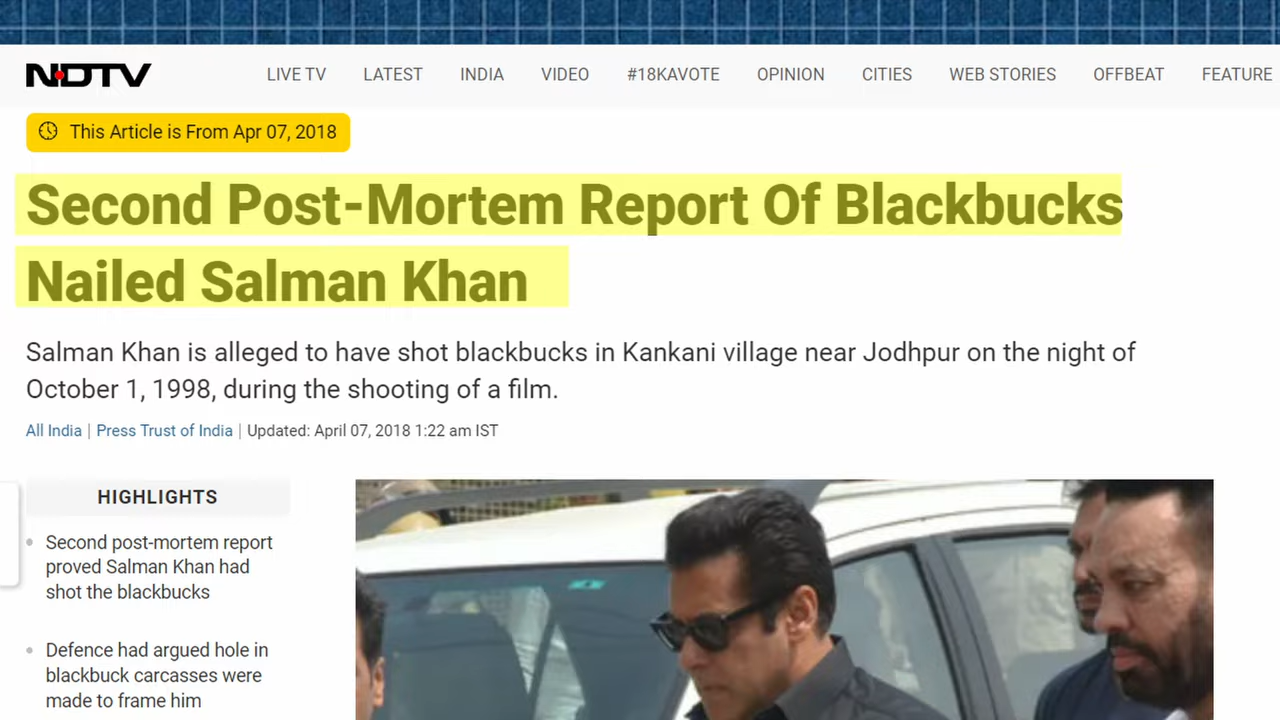 NDTV
LIVE TV LATEST INDIA VIDEO #18KAVOTE OPINION CITIES WEB STORIES OFFBEAT FEATURE
This Article is From Apr 07, 2018
Second Post-Mortem Report Of Blackbucks
Nailed Salman Khan
Salman Khan is alleged to have shot blackbucks in Kankani village near Jodhpur on the night of
October 1, 1998, during the shooting of a film.
All India | Press Trust of India | Updated: April 07, 2018 1:22 am IST
HIGHLIGHTS
Second post-mortem report
proved Salman Khan had
shot the blackbucks
Defence had argued hole in
blackbuck carcasses were
made to frame him